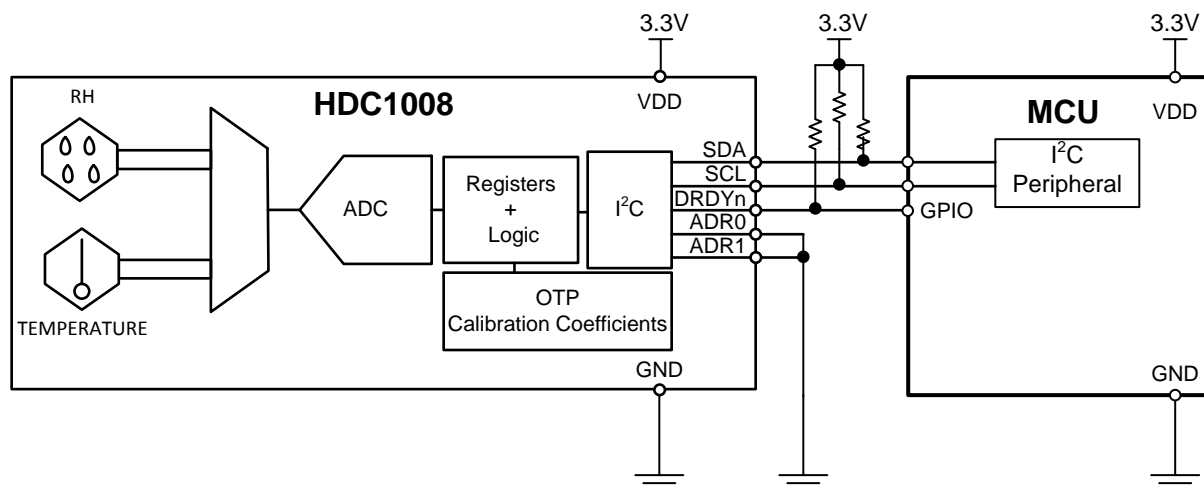 3.3V
3.3V
3.3V
RH
HDC1008
VDD
MCU
VDD
SDA
SCL
DRDYn
ADR0
ADR1
I²C
Peripheral
GPIO
ADC
Registers
+
Logic
I²C
OTP
Calibration Coefficients
TEMPERATURE
GND
GND